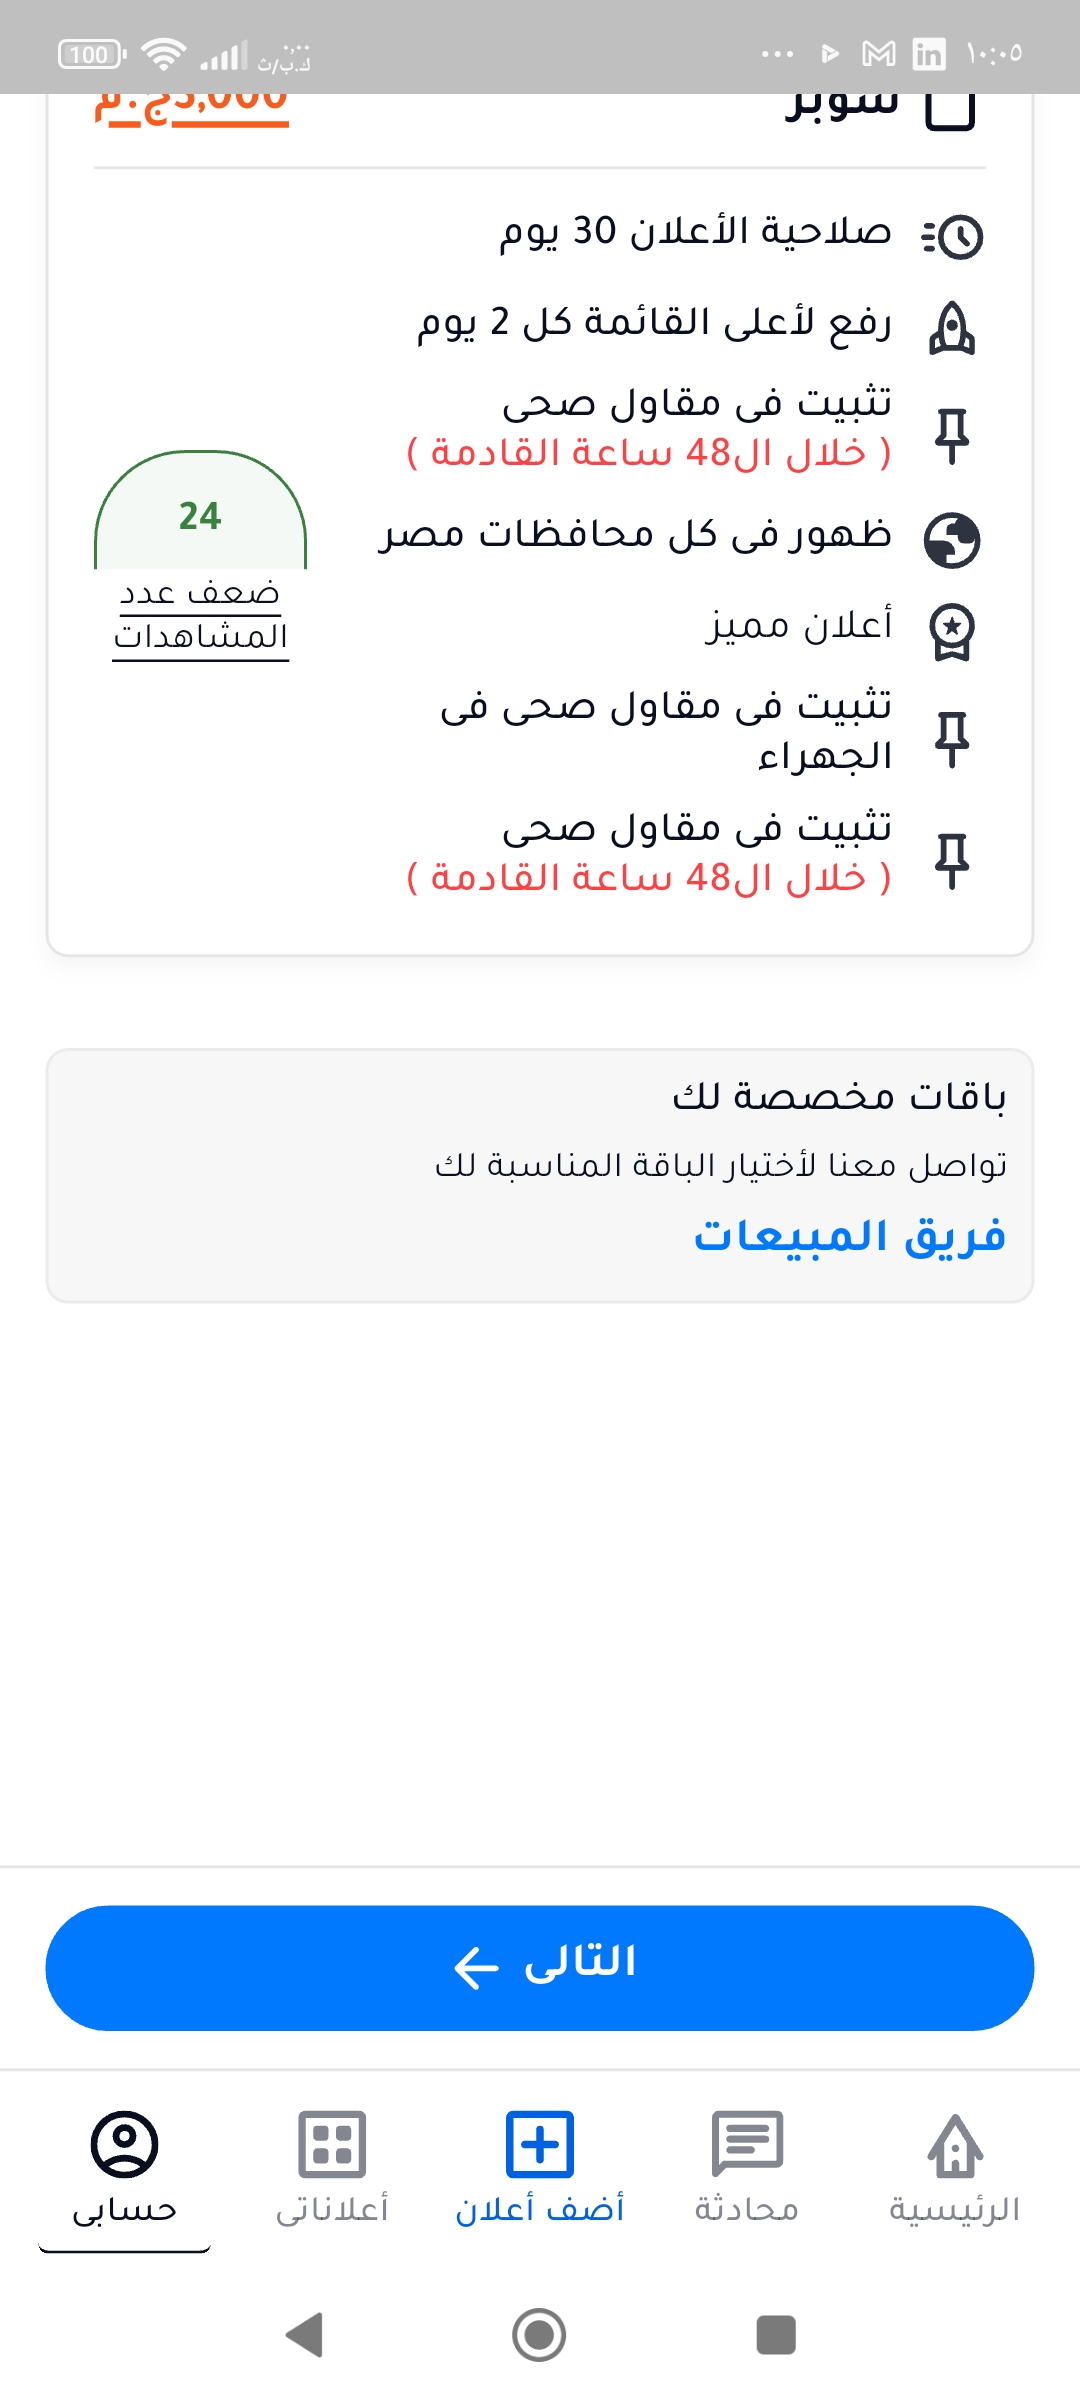 ١٠:٠٥
٠,٠٠
ك.ب/ث
100
سوبر
3,000ج.م
صلاحية الأعلان 30 يوم
رفع لأعلى القائمة كل 2 يوم
تثبيت فى مقاول صحى
( خلال ال48 ساعة القادمة )
ظهور فى كل محافظات مصر
أعلان مميز
تثبيت فى مقاول صحى فى
الجهراء
تثبيت فى مقاول صحى
( خلال ال48 ساعة القادمة )
24
ضعف عدد
المشاهدات
باقات مخصصة لك
تواصل معنا لأختيار الباقة المناسبة لك
فريق المبيعات
التالى
الرئيسية
محادثة
أضف أعلان
أعلاناتى
حسابى